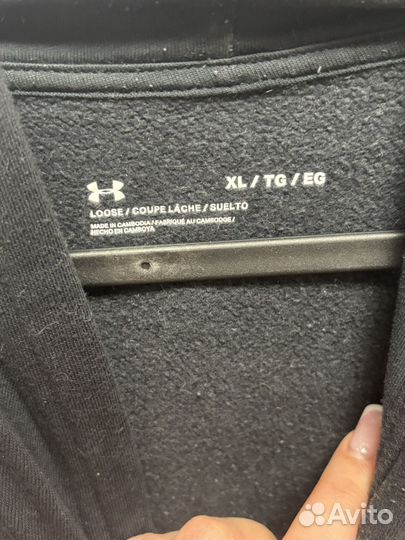 XL / TG / EG
LOOSE / COUPE LÂCHE / SUELTO
MADE IN CAMBODIA / FABRIQUÉ AU CAMBODGE /
HECHO EN CAMBOYA
Avito